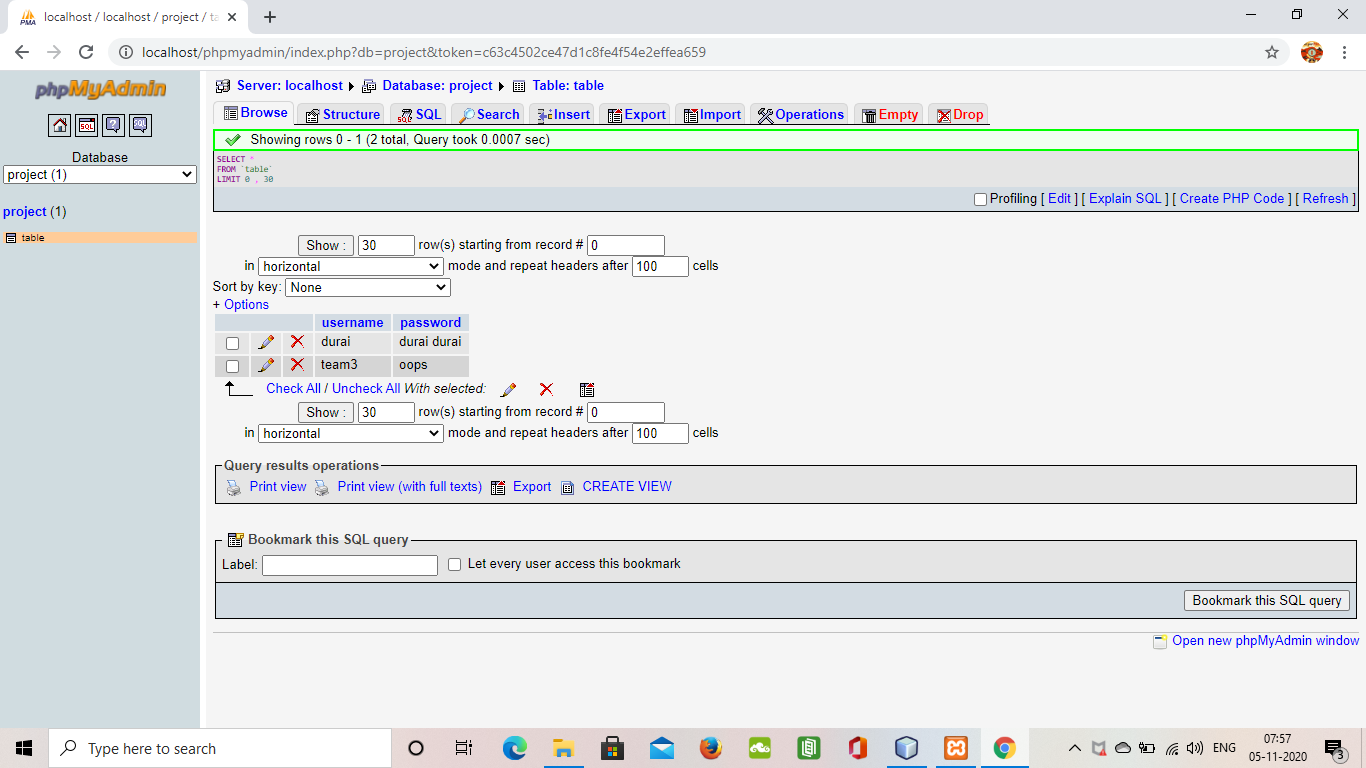 localhost / localhost / project / ta
localhost/phpmyadmin/index.php?db=project&token=c63c4502ce47d1c8fe4f54e2effea659
phpMyAdmin
Server: localhost Database: project Table: table
Browse Structure SQL Search Insert Export Import Operations Empty Drop
Showing rows 0 - 1 (2 total, Query took 0.0007 sec)
SELECT *
FROM `table`
LIMIT 0 , 30
Profiling [ Edit ] [ Explain SQL ] [ Create PHP Code ] [ Refresh ]
Database
project (1)
project (1)
table
Show : 30 row(s) starting from record # 0
in horizontal mode and repeat headers after 100 cells
Sort by key: None
+ Options
username password
durai durai durai
team3 oops
Check All / Uncheck All With selected:
Show : 30 row(s) starting from record # 0
in horizontal mode and repeat headers after 100 cells
Query results operations
Print view Print view (with full texts) Export CREATE VIEW
Bookmark this SQL query
Label: Let every user access this bookmark
Bookmark this SQL query
Open new phpMyAdmin window
Type here to search
ENG
07:57
05-11-2020
3